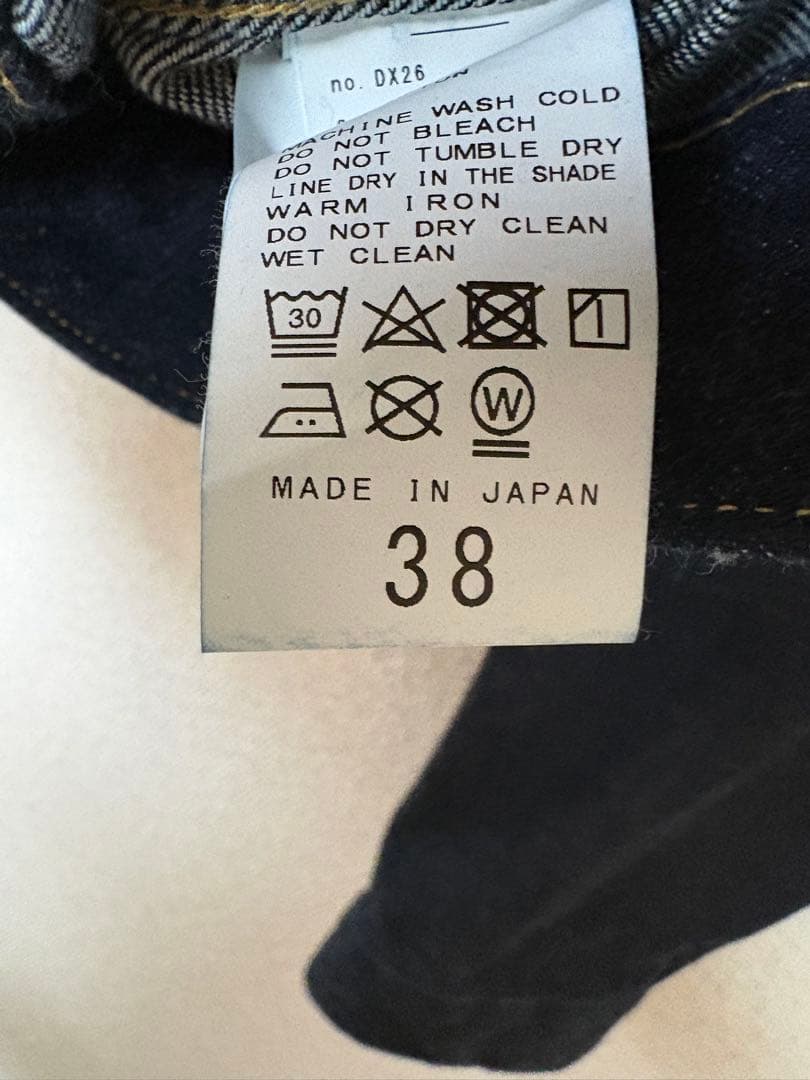 no. DX26
MACHINE WASH COLD
DO NOT BLEACH
DO NOT TUMBLE DRY
LINE DRY IN THE SHADE
WARM IRON
DO NOT DRY CLEAN
WET CLEAN
30
W
MADE IN JAPAN
38